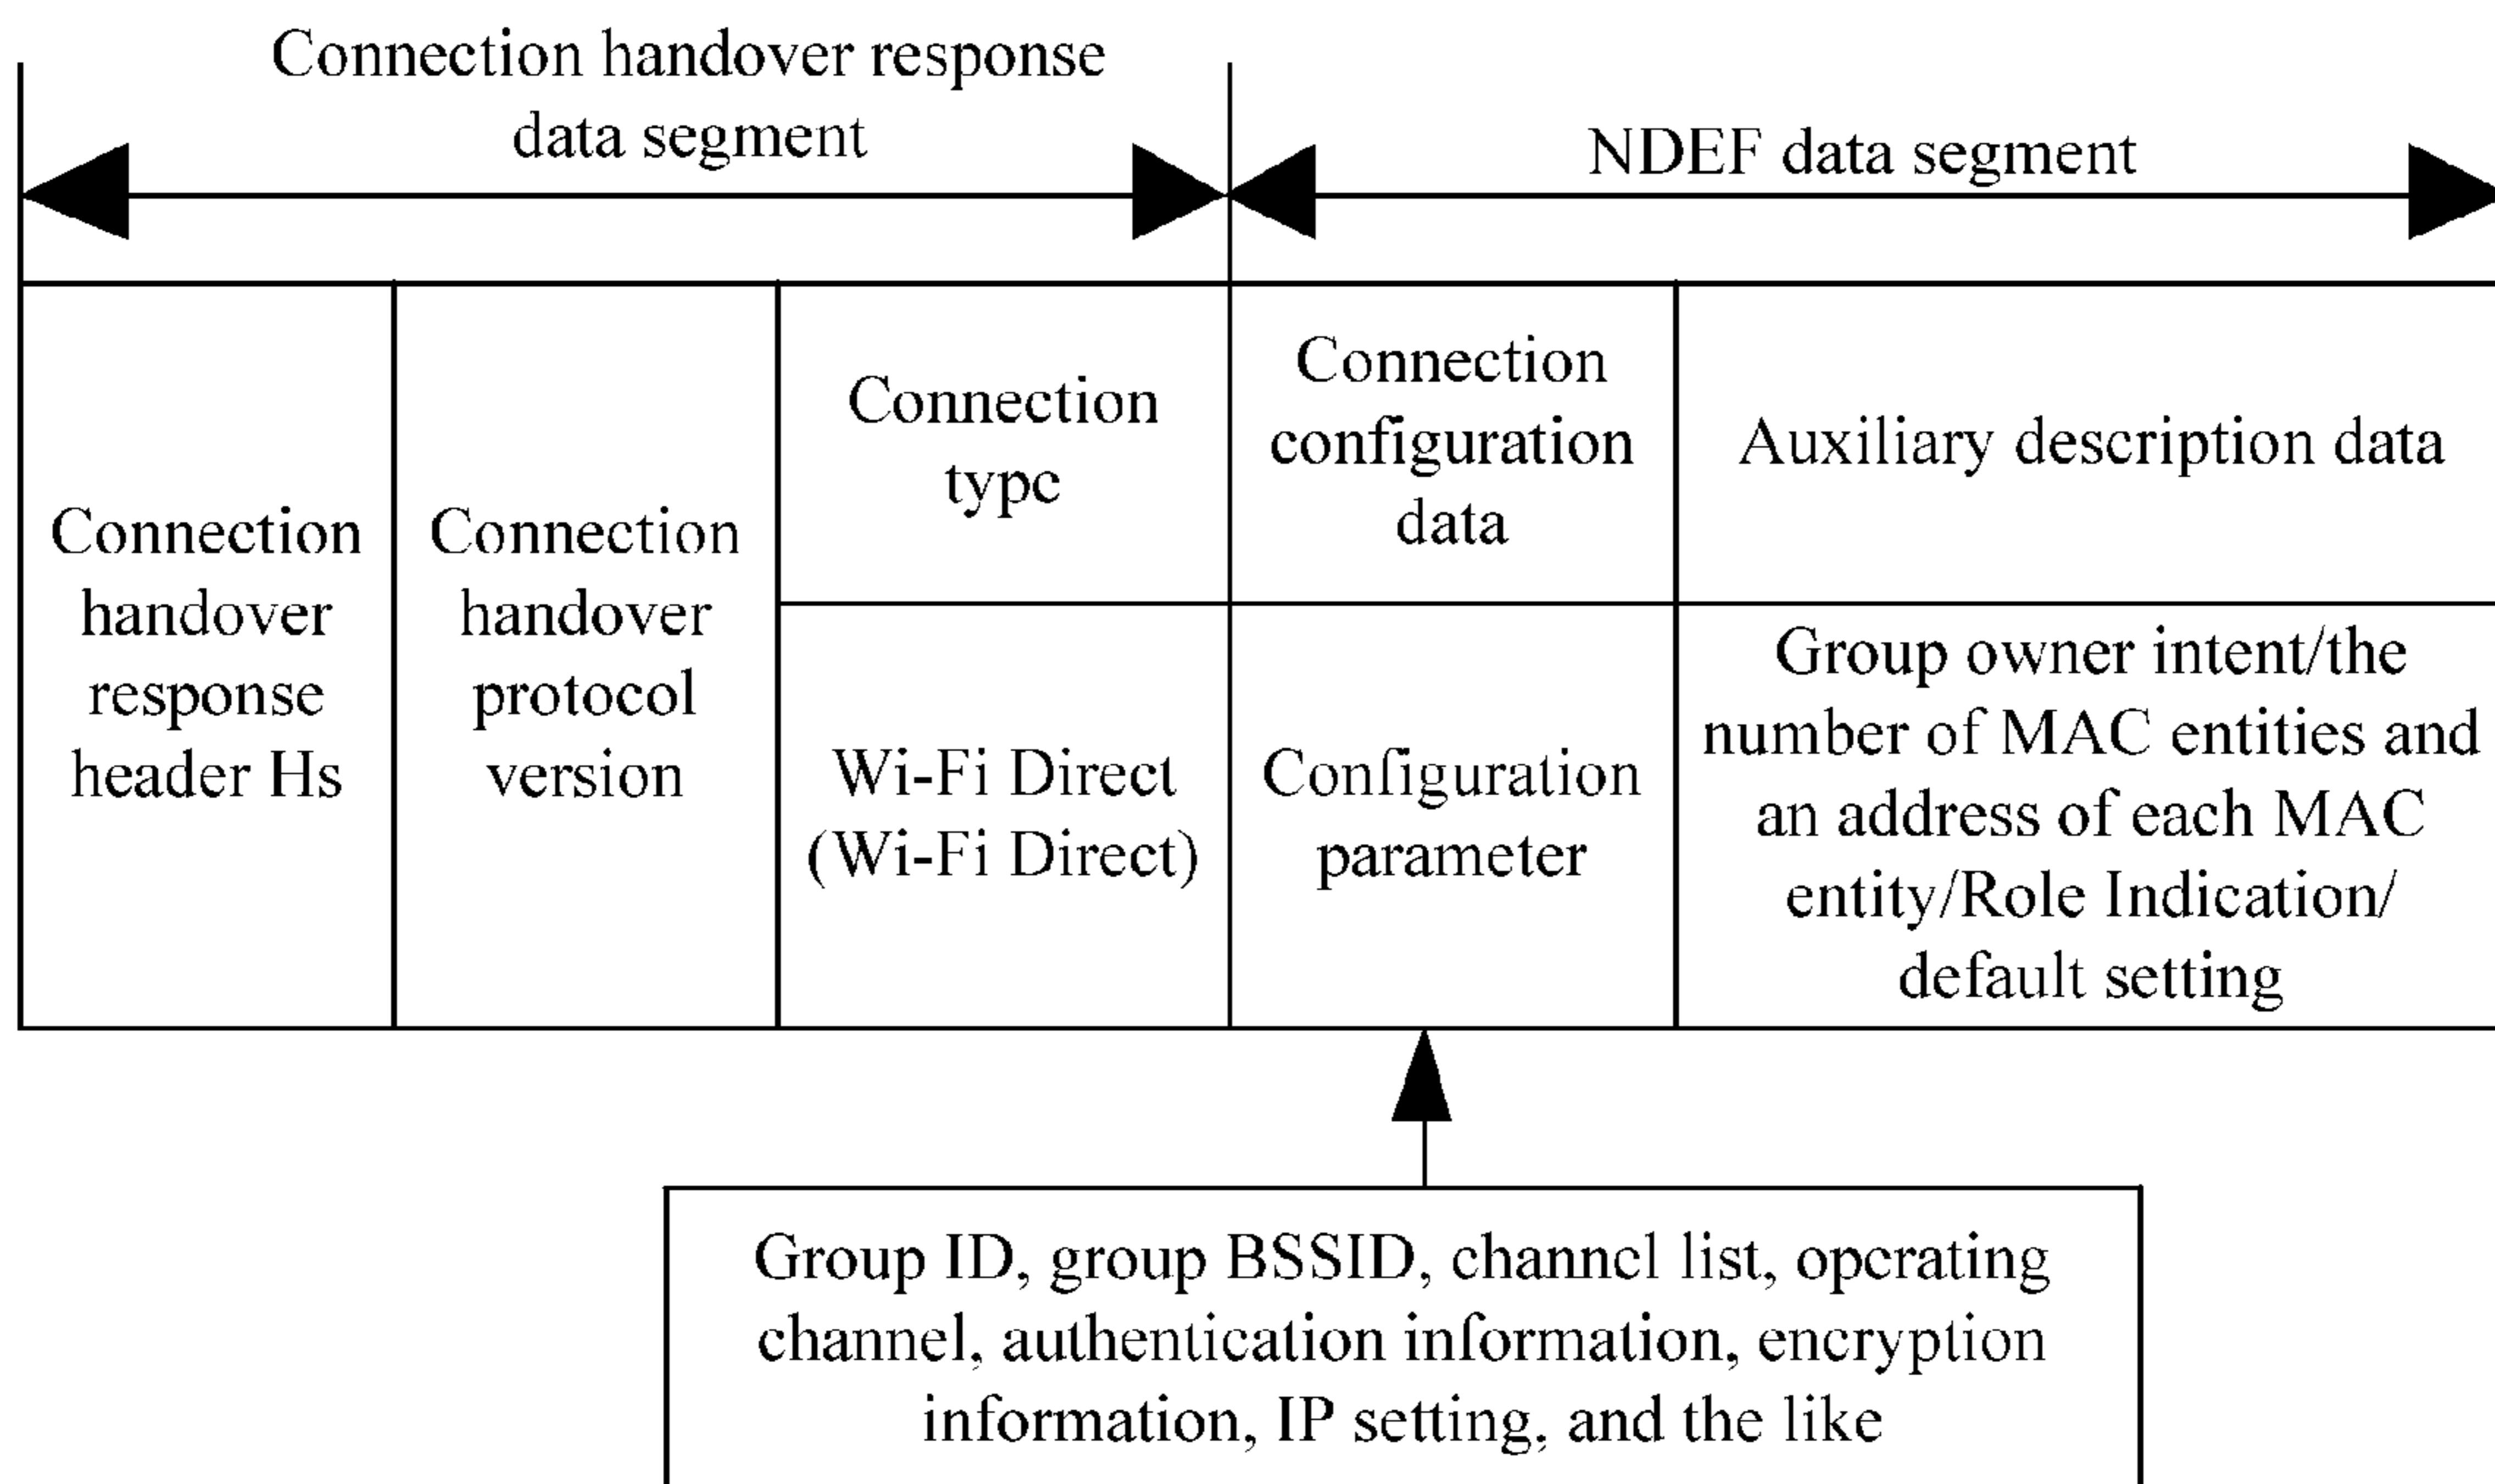 Connection handover response
data segment
NDEF data segment
Connection
handover
response
header Hs
Connection
handover
protocol
version
Connection
type
Wi-Fi Direct
(Wi-Fi Direct)
Connection
configuration
data
Configuration
parameter
Auxiliary description data
Group owner intent/the
number of MAC entities and
an address of each MAC
entity/Role Indication/
default setting
Group ID, group BSSID, channel list, operating
channel, authentication information, encryption
information, IP setting, and the like